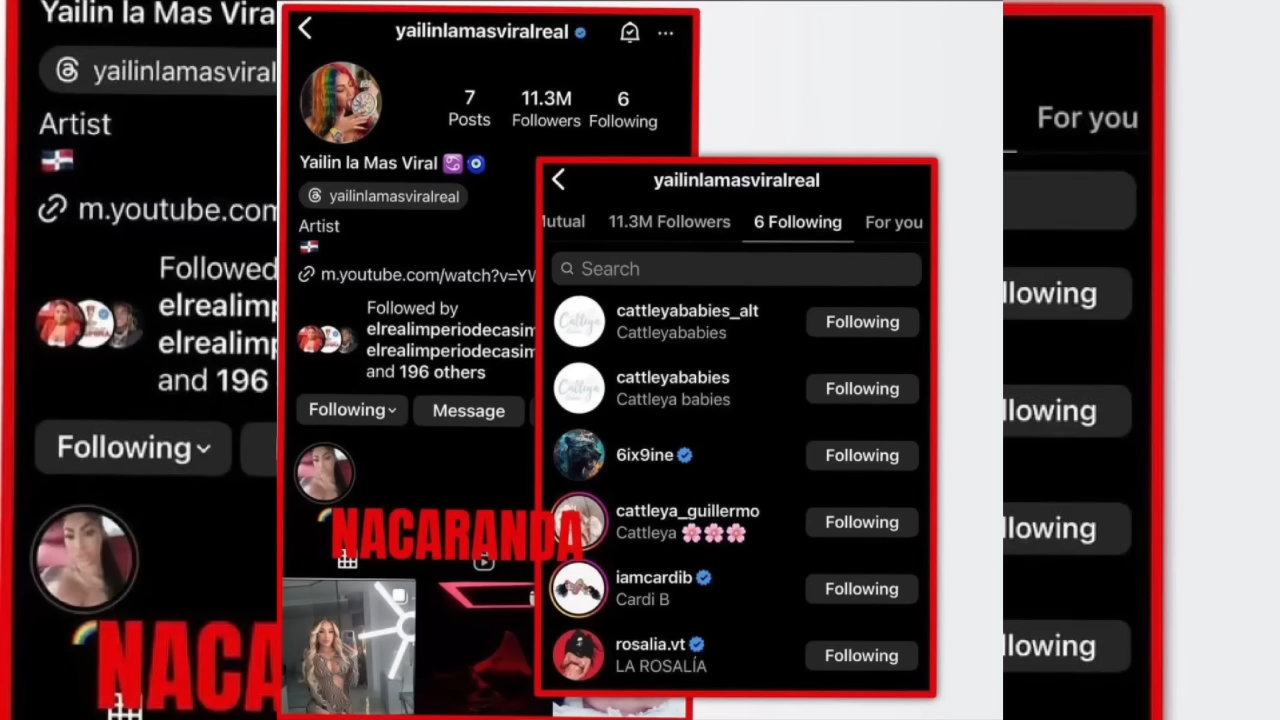 Yailin la Mas Vira
yailinlamasviral
Artist
m.youtube.com
Followed
elrealimp
elrealimp
and 196
Following
NACA
yailinlamasviralreal
7
Posts
11.3M
Followers
6
Following
Yailin la Mas Viral
yailinlamasviralreal
Artist
m.youtube.com/watch?v=YW
Followed by
elrealimperiodecasim
elrealimperiodecasim
and 196 others
Following
Message
NACARANDA
yailinlamasviralreal
Mutual 11.3M Followers 6 Following For you
Search
cattleyababies_alt
Cattleyababies
Following
cattleyababies
Cattleya babies
Following
6ix9ine
Following
cattleya_guillermo
Cattleya 🌸🌸🌸
Following
iamcardib
Cardi B
Following
rosalia.vt
LA ROSALÍA
Following
For you
llowing
llowing
llowing
llowing